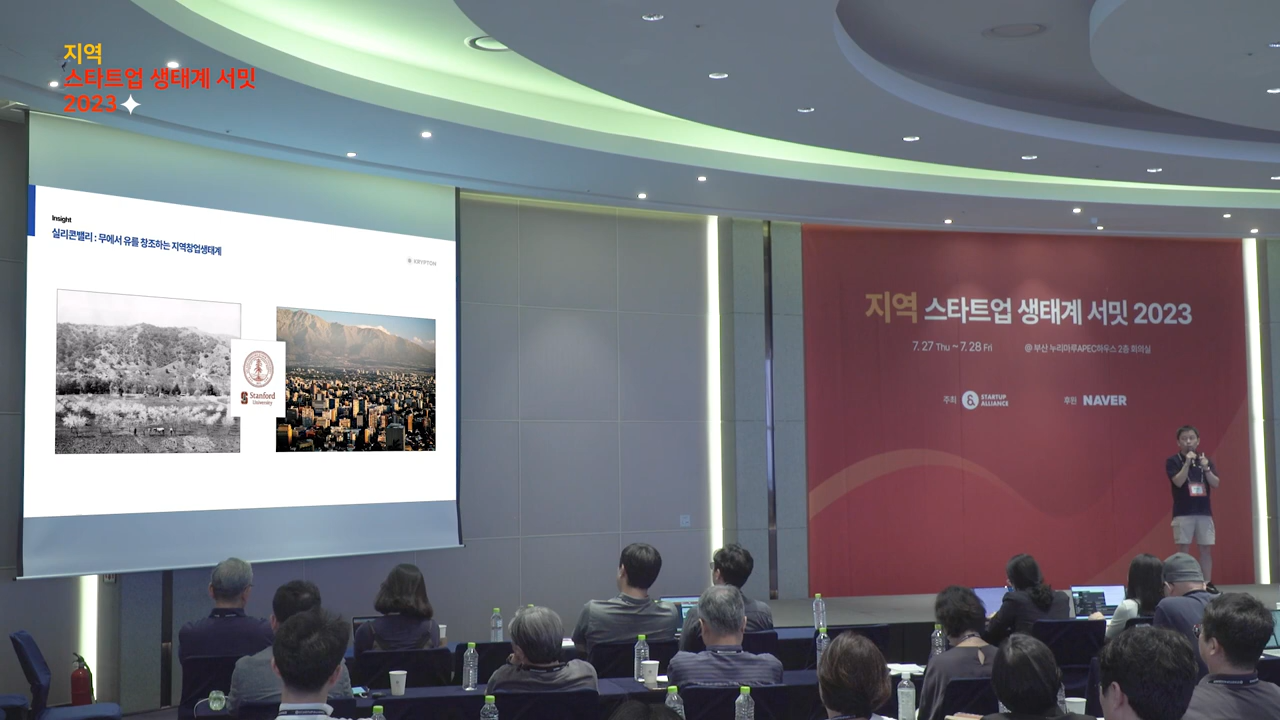 지역
스타트업 생태계 서밋
2023
Insight
실리콘밸리 : 무에서 유를 창조하는 지역창업생태계
KRYPTON
Stanford
University
지역 스타트업 생태계 서밋 2023
7. 27 Thu ~ 7. 28 Fri @ 부산 누리마루APEC하우스 2층 회의실
주최 & STARTUP ALLIANCE 후원 NAVER